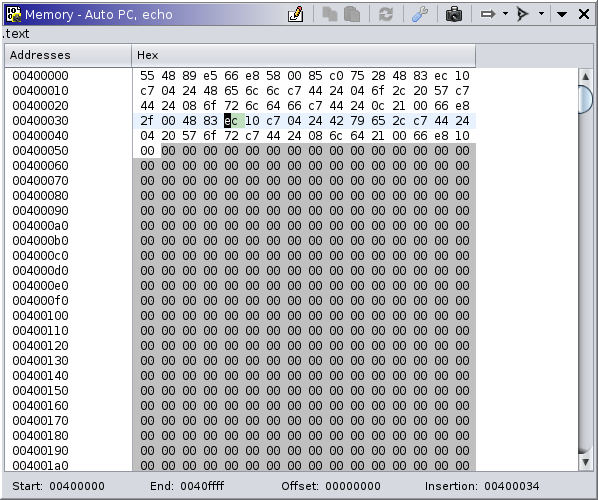 Memory - Auto PC, echo
.text
Addresses Hex
00400000 55 48 89 e5 66 e8 58 00 85 c0 75 28 48 83 ec 10
00400010 c7 04 24 48 65 6c 6c c7 44 24 04 6f 2c 20 57 c7
00400020 44 24 08 6f 72 6c 64 66 c7 44 24 0c 21 00 66 e8
00400030 2f 00 48 83 ec 10 c7 04 24 42 79 65 2c c7 44 24
00400040 04 20 57 6f 72 c7 44 24 08 6c 64 21 00 66 e8 10
00400050 00 00 00 00 00 00 00 00 00 00 00 00 00 00 00 00
00400060 00 00 00 00 00 00 00 00 00 00 00 00 00 00 00 00
00400070 00 00 00 00 00 00 00 00 00 00 00 00 00 00 00 00
00400080 00 00 00 00 00 00 00 00 00 00 00 00 00 00 00 00
00400090 00 00 00 00 00 00 00 00 00 00 00 00 00 00 00 00
004000a0 00 00 00 00 00 00 00 00 00 00 00 00 00 00 00 00
004000b0 00 00 00 00 00 00 00 00 00 00 00 00 00 00 00 00
004000c0 00 00 00 00 00 00 00 00 00 00 00 00 00 00 00 00
004000d0 00 00 00 00 00 00 00 00 00 00 00 00 00 00 00 00
004000e0 00 00 00 00 00 00 00 00 00 00 00 00 00 00 00 00
004000f0 00 00 00 00 00 00 00 00 00 00 00 00 00 00 00 00
00400100 00 00 00 00 00 00 00 00 00 00 00 00 00 00 00 00
00400110 00 00 00 00 00 00 00 00 00 00 00 00 00 00 00 00
00400120 00 00 00 00 00 00 00 00 00 00 00 00 00 00 00 00
00400130 00 00 00 00 00 00 00 00 00 00 00 00 00 00 00 00
00400140 00 00 00 00 00 00 00 00 00 00 00 00 00 00 00 00
00400150 00 00 00 00 00 00 00 00 00 00 00 00 00 00 00 00
00400160 00 00 00 00 00 00 00 00 00 00 00 00 00 00 00 00
00400170 00 00 00 00 00 00 00 00 00 00 00 00 00 00 00 00
00400180 00 00 00 00 00 00 00 00 00 00 00 00 00 00 00 00
00400190 00 00 00 00 00 00 00 00 00 00 00 00 00 00 00 00
004001a0 00 00 00 00 00 00 00 00 00 00 00 00 00 00 00 00
Start: 00400000 End: 0040ffff Offset: 00000000 Insertion: 00400034